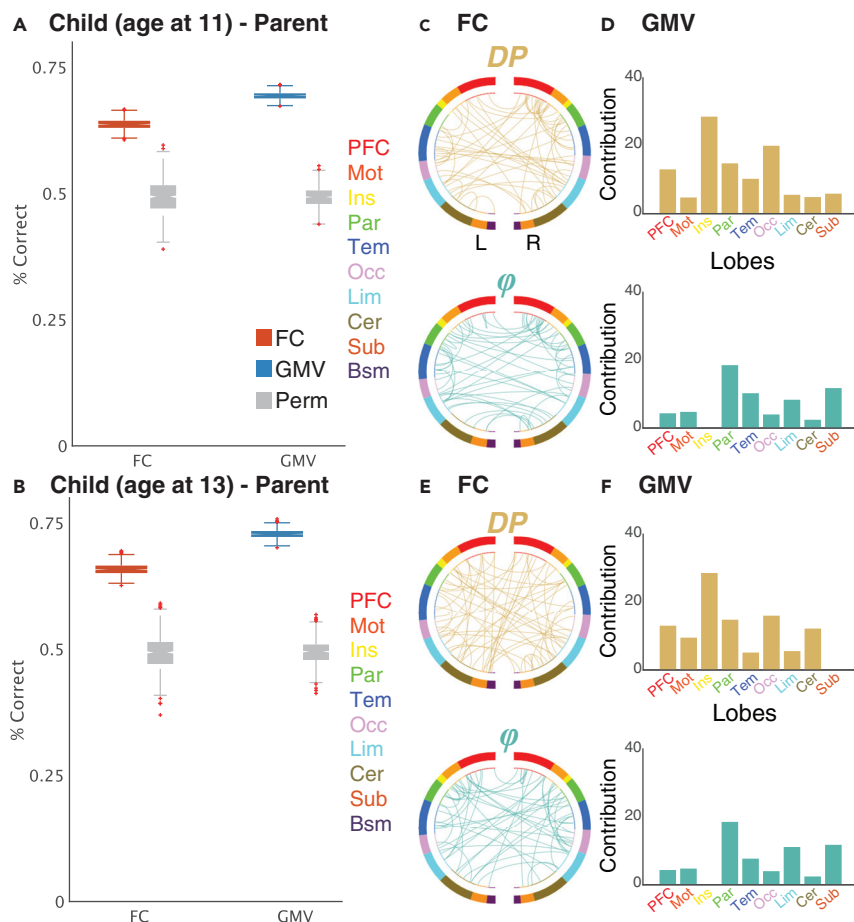 A Child (age at 11) - Parent
0.75
0.5
0.25
0
% Correct
FC
GMV
Perm
FC
GMV
PFC
Mot
Ins
Par
Tem
Occ
Lim
Cer
Sub
Bsm
C FC
DP
L R
φ
D GMV
Contribution
40
20
0
PFC Mot Ins Par Tem Occ Lim Cer Sub
Lobes
Contribution
40
20
0
PFC Mot Ins Par Tem Occ Lim Cer Sub
B Child (age at 13) - Parent
0.75
0.5
0.25
0
% Correct
FC
GMV
PFC
Mot
Ins
Par
Tem
Occ
Lim
Cer
Sub
Bsm
E FC
DP
φ
F GMV
Contribution
40
20
0
PFC Mot Ins Par Tem Occ Lim Cer Sub
Lobes
Contribution
40
20
0
PFC Mot Ins Par Tem Occ Lim Cer Sub